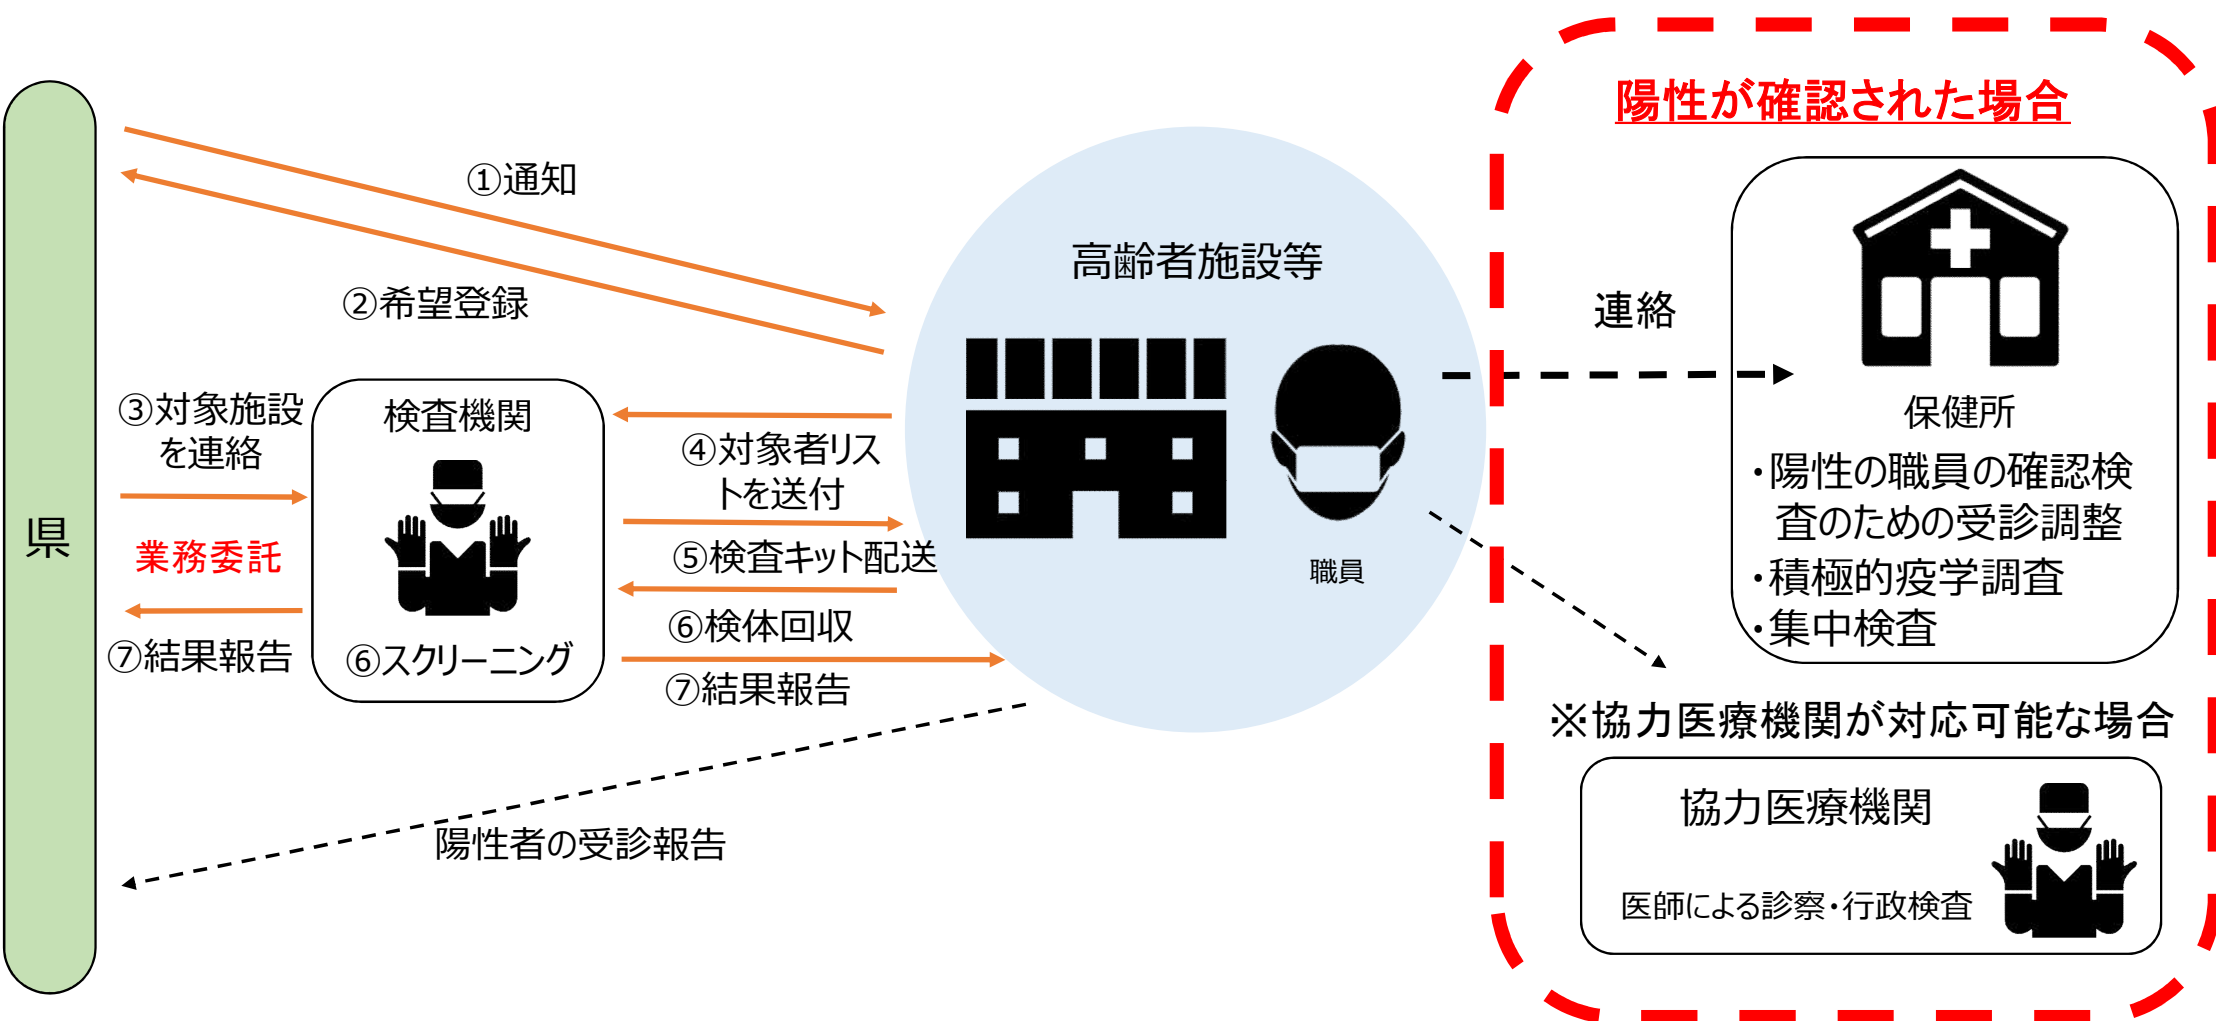 陽性が確認された場合
①通知
高齢者施設等
②希望登録
連絡
③対象施設
を連絡
検査機関
④対象者リス
トを送付
保健所
・陽性の職員の確認検
査のための受診調整
・積極的疫学調査
・集中検査
県
業務委託
⑤検査キット配送
職員
⑥検体回収
⑦結果報告
⑥スクリーニング
⑦結果報告
※協力医療機関が対応可能な場合
協力医療機関
陽性者の受診報告
医師による診察・行政検査